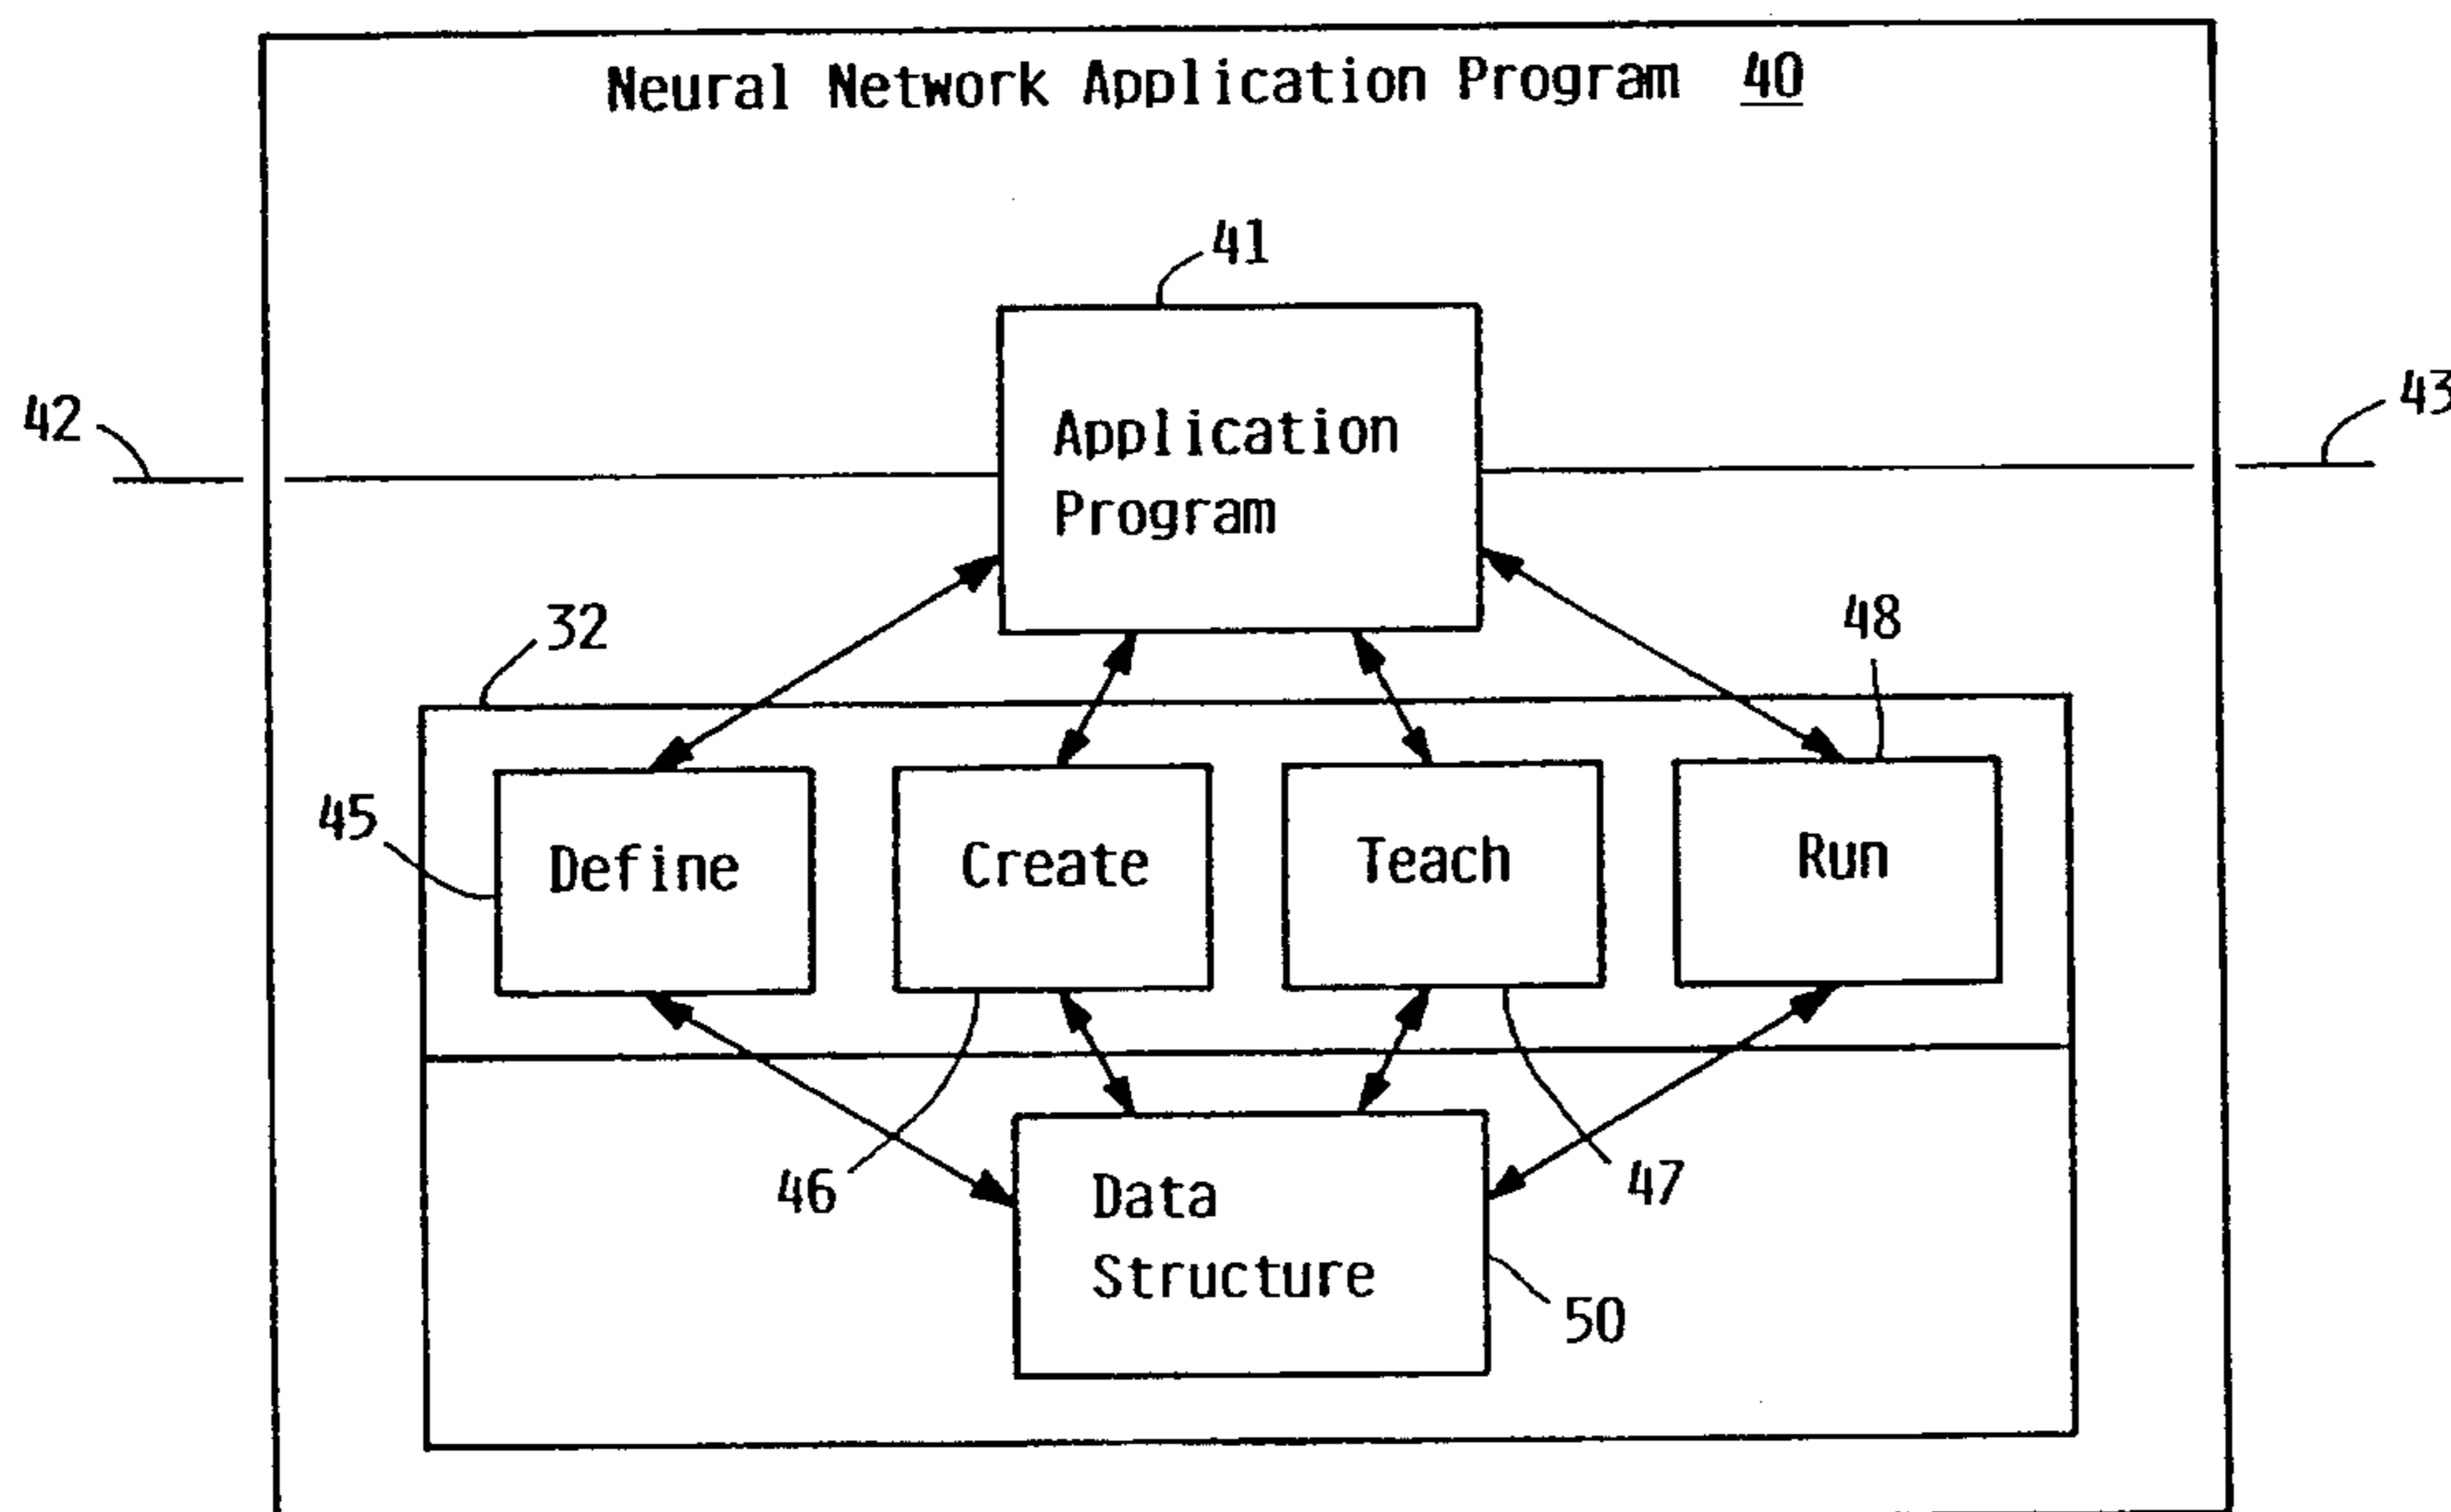 Neural Network Application Program 40
41
42
43
Application
Program
32
48
45
Define
Create
Teach
Run
46
47
Data
Structure
50